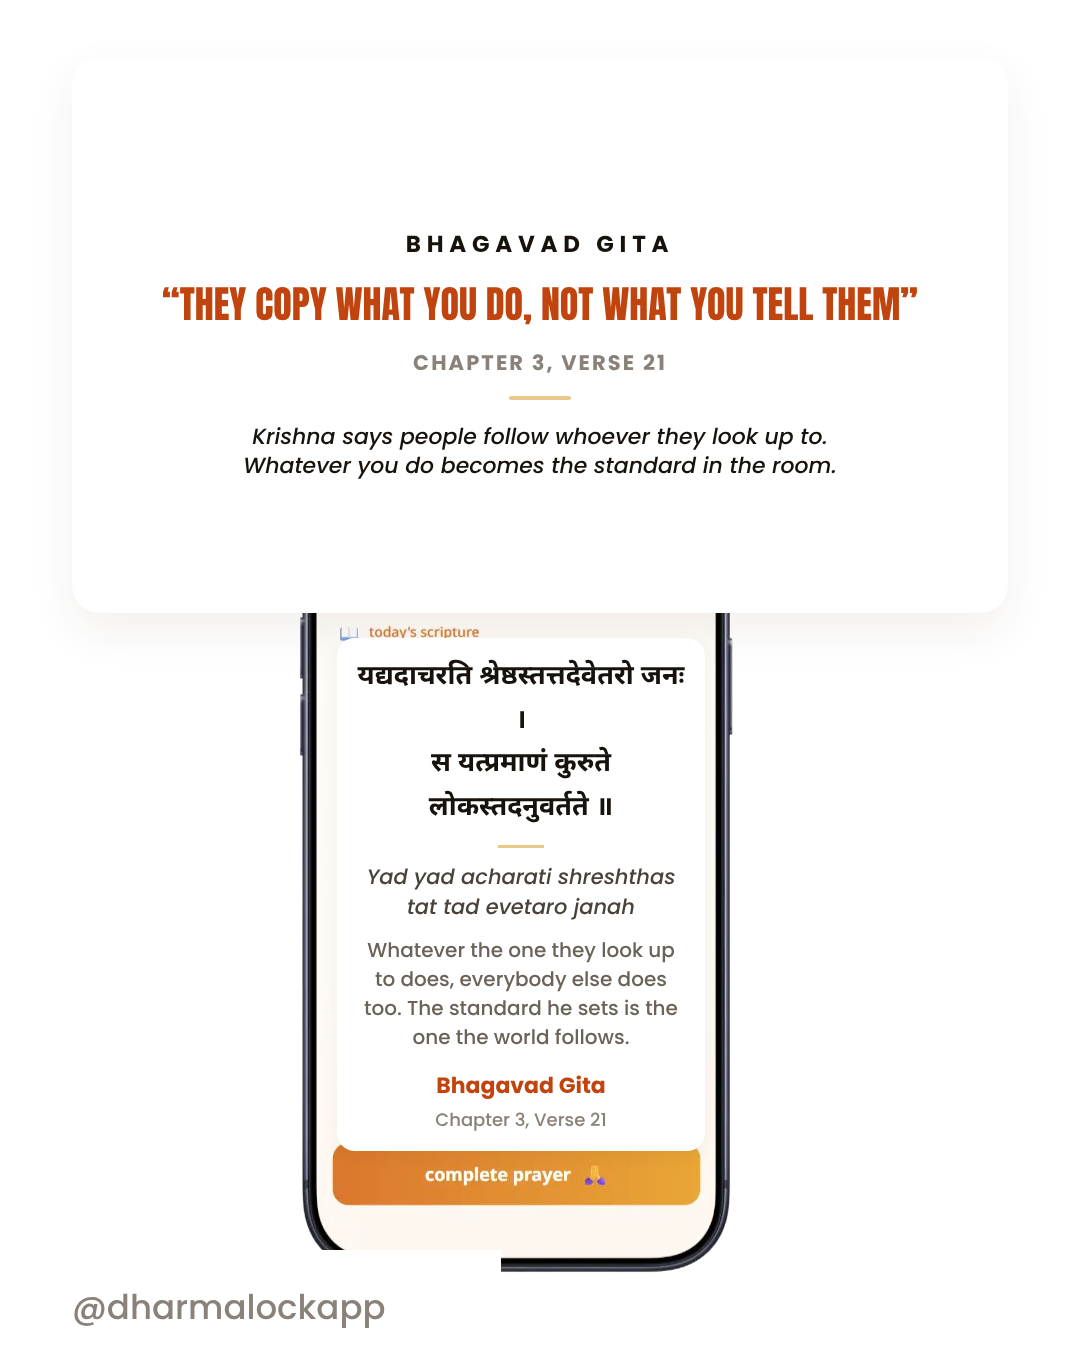 BHAGAVAD GITA
“THEY COPY WHAT YOU DO, NOT WHAT YOU TELL THEM”
CHAPTER 3, VERSE 21
Krishna says people follow whoever they look up to.
Whatever you do becomes the standard in the room.
today's scripture
यद्यदाचरति श्रेष्ठस्तत्तदेवेतरो जनः
।
स यत्प्रमाणं कुरुते
लोकस्तदनुवर्तते ॥
Yad yad acharati shreshthas
tat tad evetaro janah
Whatever the one they look up
to does, everybody else does
too. The standard he sets is the
one the world follows.
Bhagavad Gita
Chapter 3, Verse 21
complete prayer 🙏
@dharmalockapp